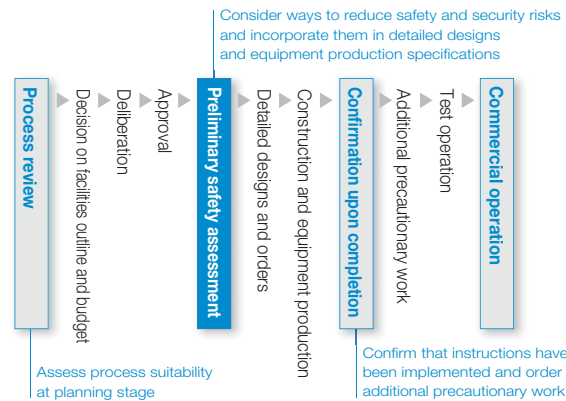 Consider ways to reduce safety and security risks
and incorporate them in detailed designs
and equipment production specifications
Process review
Decision on facilities outline and budget
Deliberation
Approval
Preliminary safety assessment
Detailed designs and orders
Construction and equipment production
Confirmation upon completion
Additional precautionary work
Test operation
Commercial operation
Assess process suitability
at planning stage
Confirm that instructions have
been implemented and order
additional precautionary work